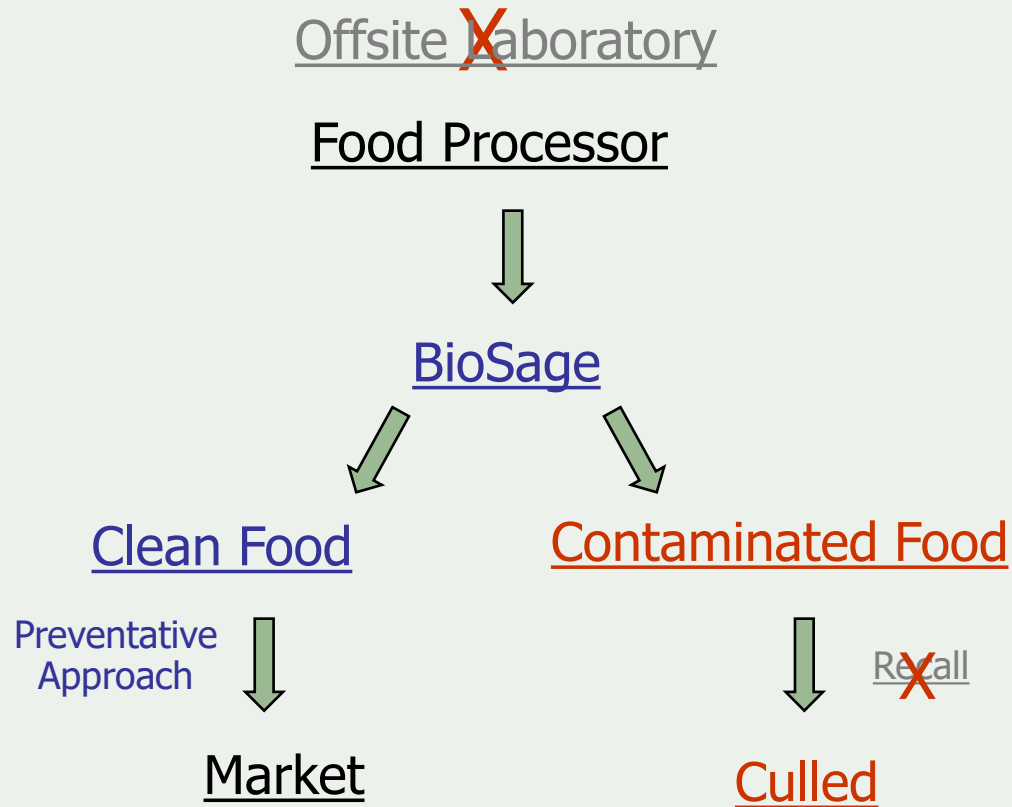 Offsite Laboratory
X
Food Processor
BioSage
Clean Food
Contaminated Food
Preventative
Approach
Recall
X
Market
Culled